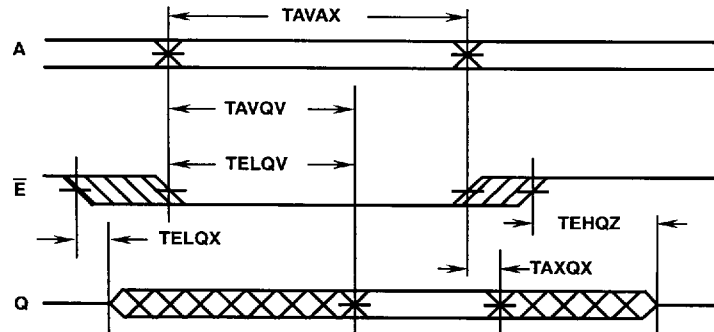 TAVAX
A
TAVQV
TELQV
E̅
TEHQZ
TELQX
TAXQX
Q